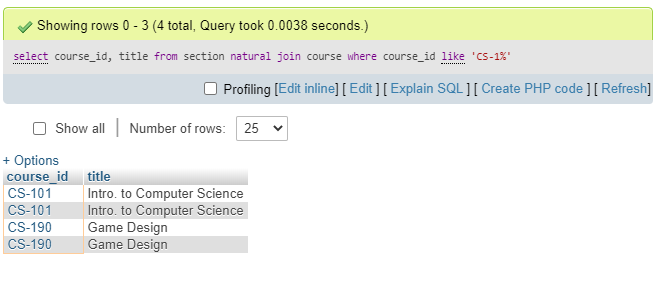 Showing rows 0 - 3 (4 total, Query took 0.0038 seconds.)
select course_id, title from section natural join course where course_id like 'CS-1%'
Profiling [Edit inline] [ Edit ] [ Explain SQL ] [ Create PHP code ] [ Refresh]
Show all | Number of rows: 25
+ Options
course_id title
CS-101 Intro. to Computer Science
CS-101 Intro. to Computer Science
CS-190 Game Design
CS-190 Game Design